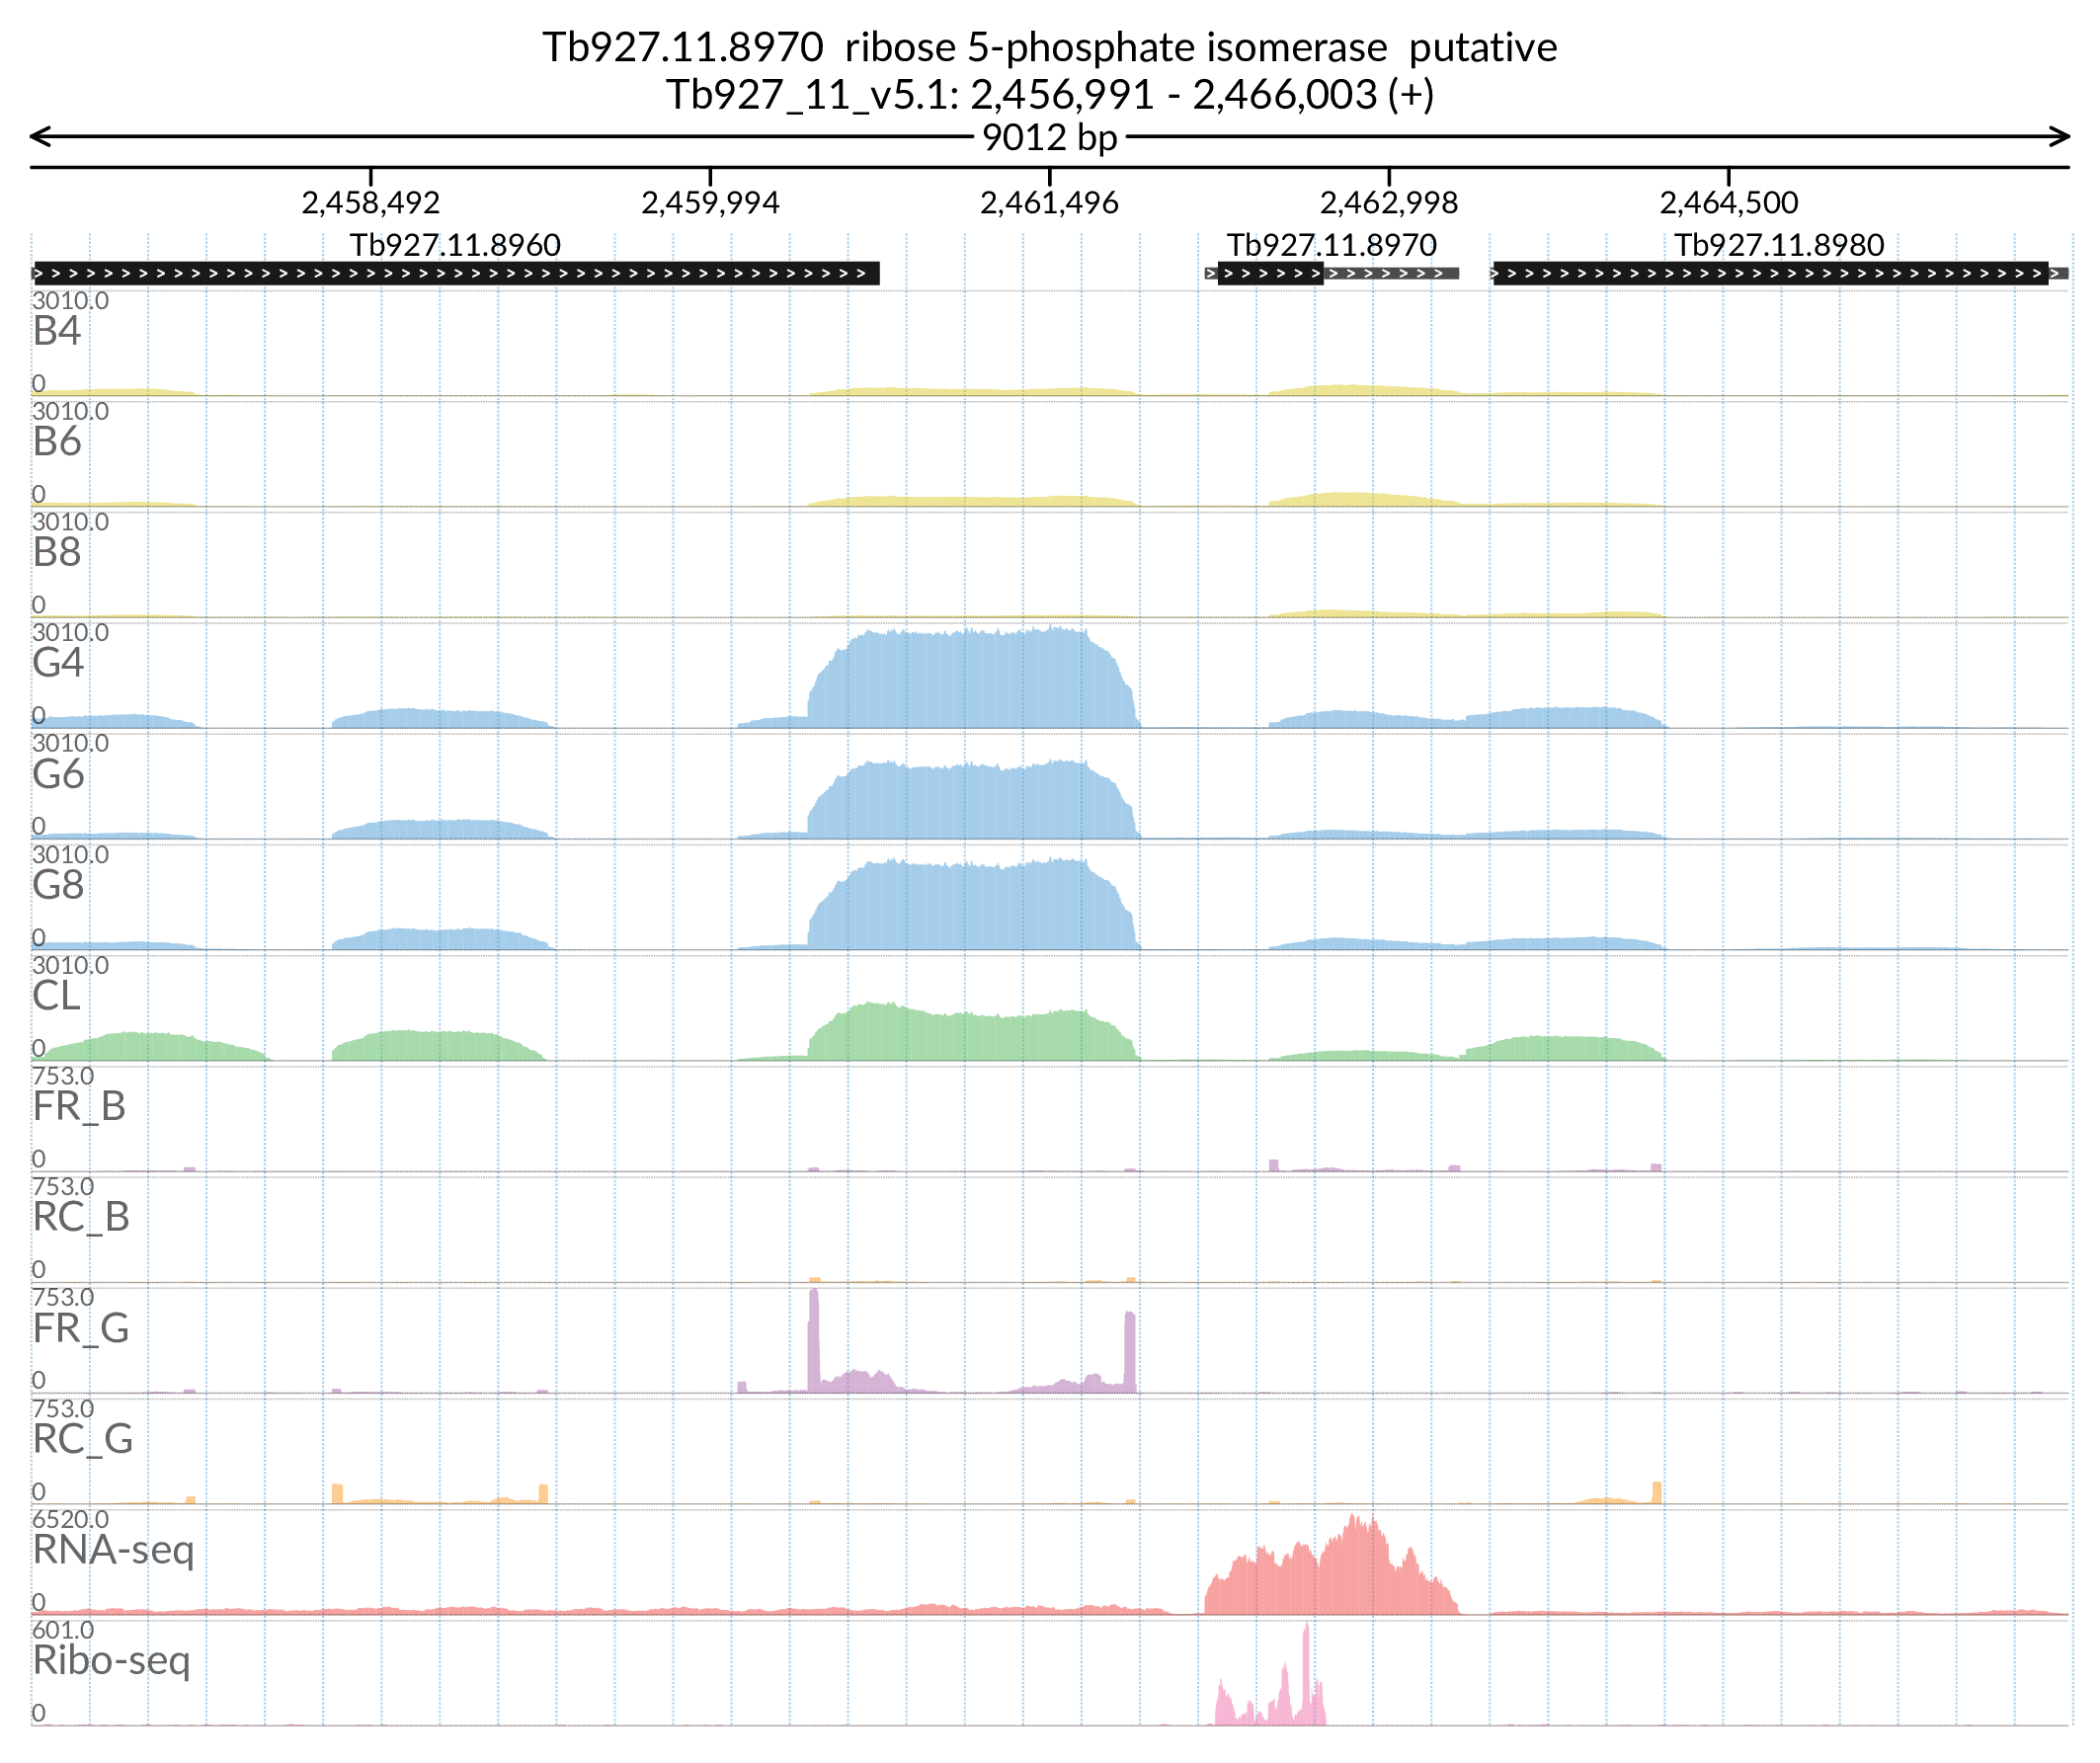 Tb927.11.8970  ribose 5-phosphate isomerase  putative
Tb927_11_v5.1: 2,456,991 - 2,466,003 (+)
9012 bp
2,458,492 2,459,994 2,461,496 2,462,998 2,464,500
Tb927.11.8960 Tb927.11.8970 Tb927.11.8980
3010.0
B4
0
3010.0
B6
0
3010.0
B8
0
3010.0
G4
0
3010.0
G6
0
3010.0
G8
0
3010.0
CL
0
753.0
FR_B
0
753.0
RC_B
0
753.0
FR_G
0
753.0
RC_G
0
6520.0
RNA-seq
0
601.0
Ribo-seq
0